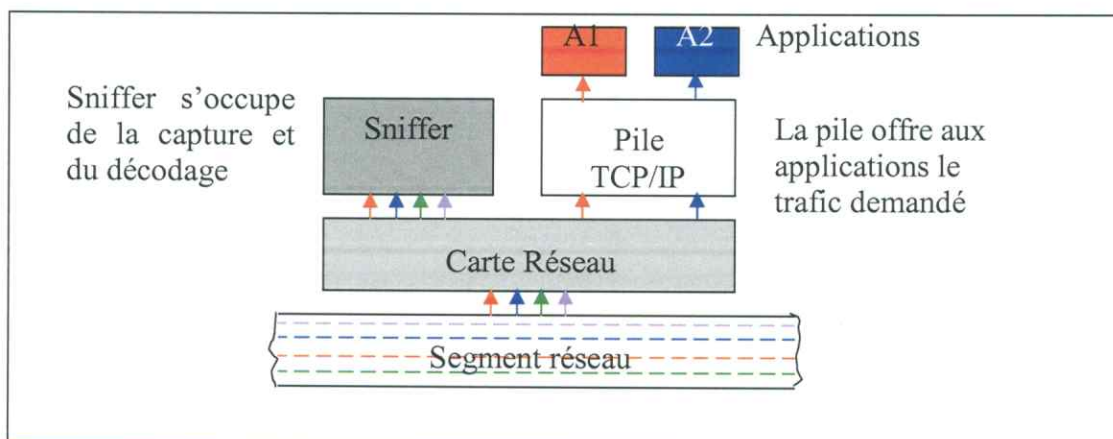 A1
A2
Applications
Sniffer s'occupe
de la capture et
du décodage
Sniffer
Pile
TCP/IP
La pile offre aux
applications le
trafic demandé
Carte Réseau
Segment réseau